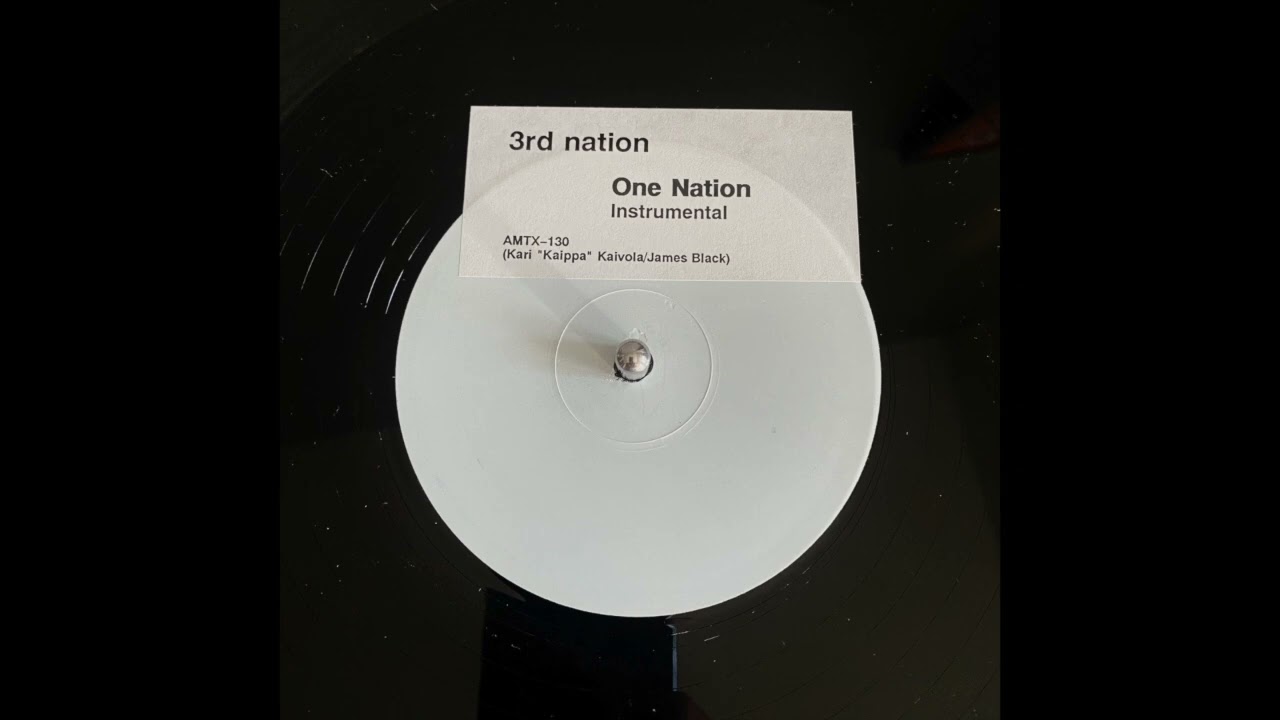 3rd nation
One Nation
Instrumental
AMTX-130
(Kari "Kaippa" Kaivola/James Black)